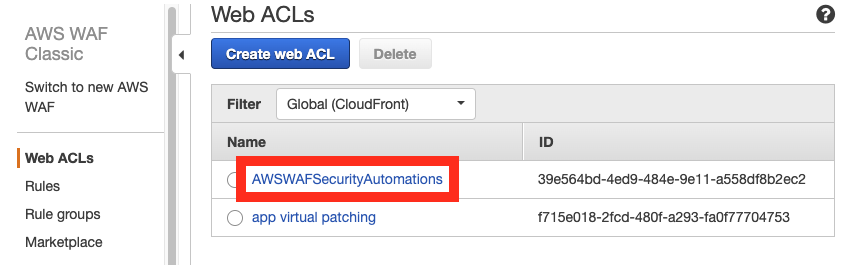 AWS WAF
Classic
Switch to new AWS
WAF
Web ACLs
Rules
Rule groups
Marketplace
Web ACLs
?
Create web ACL
Delete
Filter
Global (CloudFront)
Name
ID
AWSWAFSecurityAutomations
39e564bd-4ed9-484e-9e11-a558df8b2ec2
app virtual patching
f715e018-2fcd-480f-a293-fa0f77704753